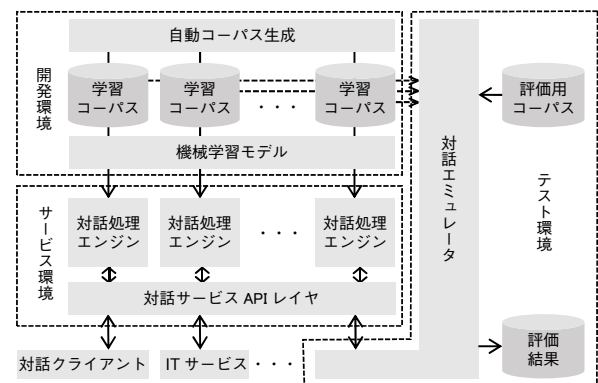 自動コーパス生成
開発環境
学習
コーパス
学習
コーパス
・・・
学習
コーパス
機械学習モデル
サービス環境
対話処理
エンジン
対話処理
エンジン
・・・
対話処理
エンジン
対話サービス API レイヤ
対話クライアント
IT サービス
・・・
対話エミュレータ
評価用
コーパス
テスト環境
評価
結果